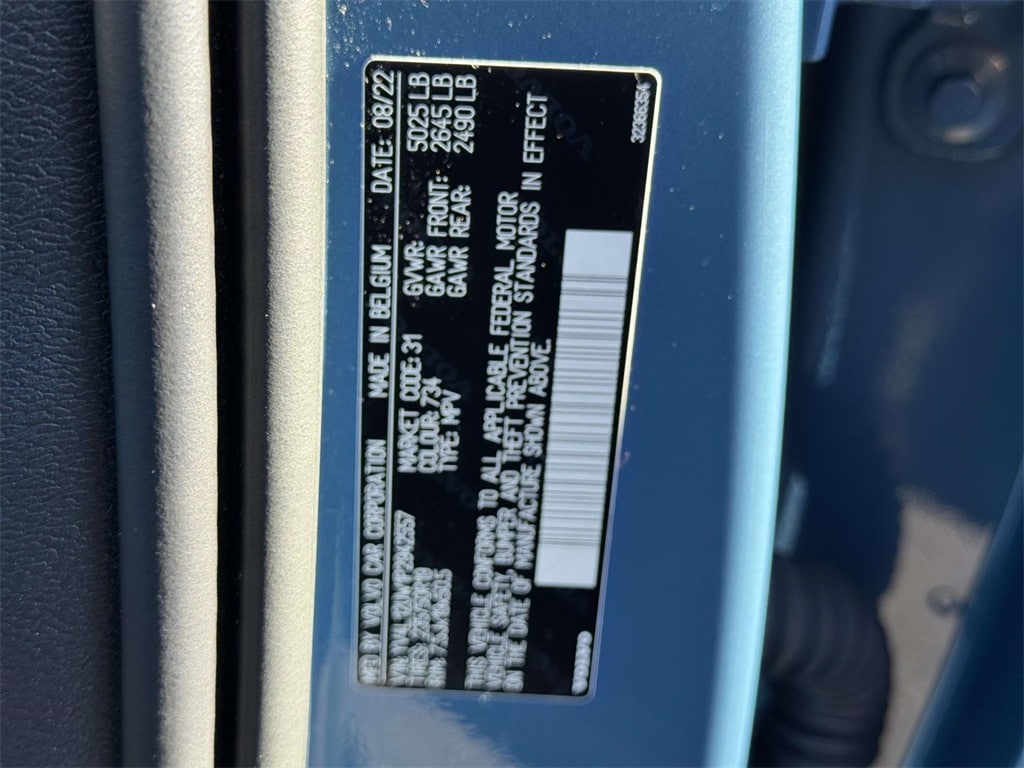 MFD BY VOLVO CAR CORPORATION MADE IN BELGIUM DATE: 08/22
MARKET CODE: 31 GVWR: 5025 LB
COLOUR: 734 GAWR FRONT: 2645 LB
TYPE: MPV GAWR REAR: 2490 LB
THIS VEHICLE CONFORMS TO ALL APPLICABLE FEDERAL MOTOR
VEHICLE SAFETY, BUMPER AND THEFT PREVENTION STANDARDS IN EFFECT
ON THE DATE OF MANUFACTURE SHOWN ABOVE.
32366354